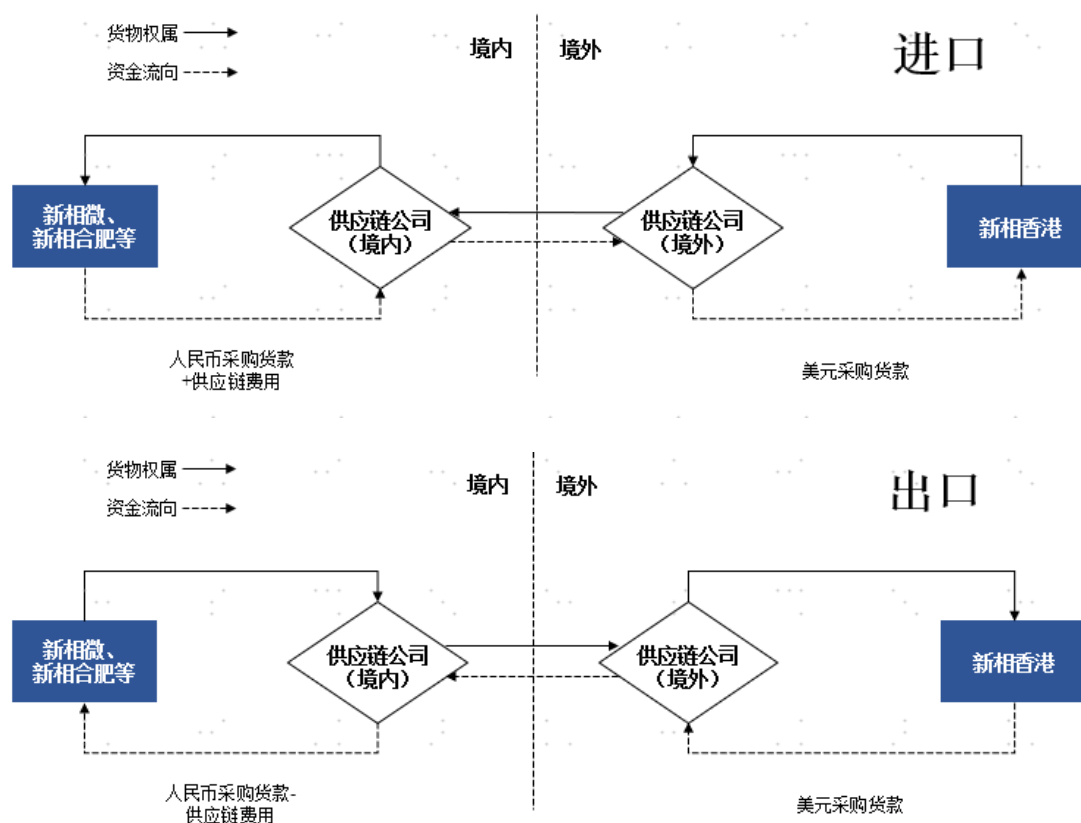 货物权属
资金流向
境内
境外
进口
新相微、
新相合肥等
供应链公司
（境内）
供应链公司
（境外）
新相香港
人民币采购货款
+供应链费用
美元采购货款
货物权属
资金流向
境内
境外
出口
新相微、
新相合肥等
供应链公司
（境内）
供应链公司
（境外）
新相香港
人民币采购货款-
供应链费用
美元采购货款